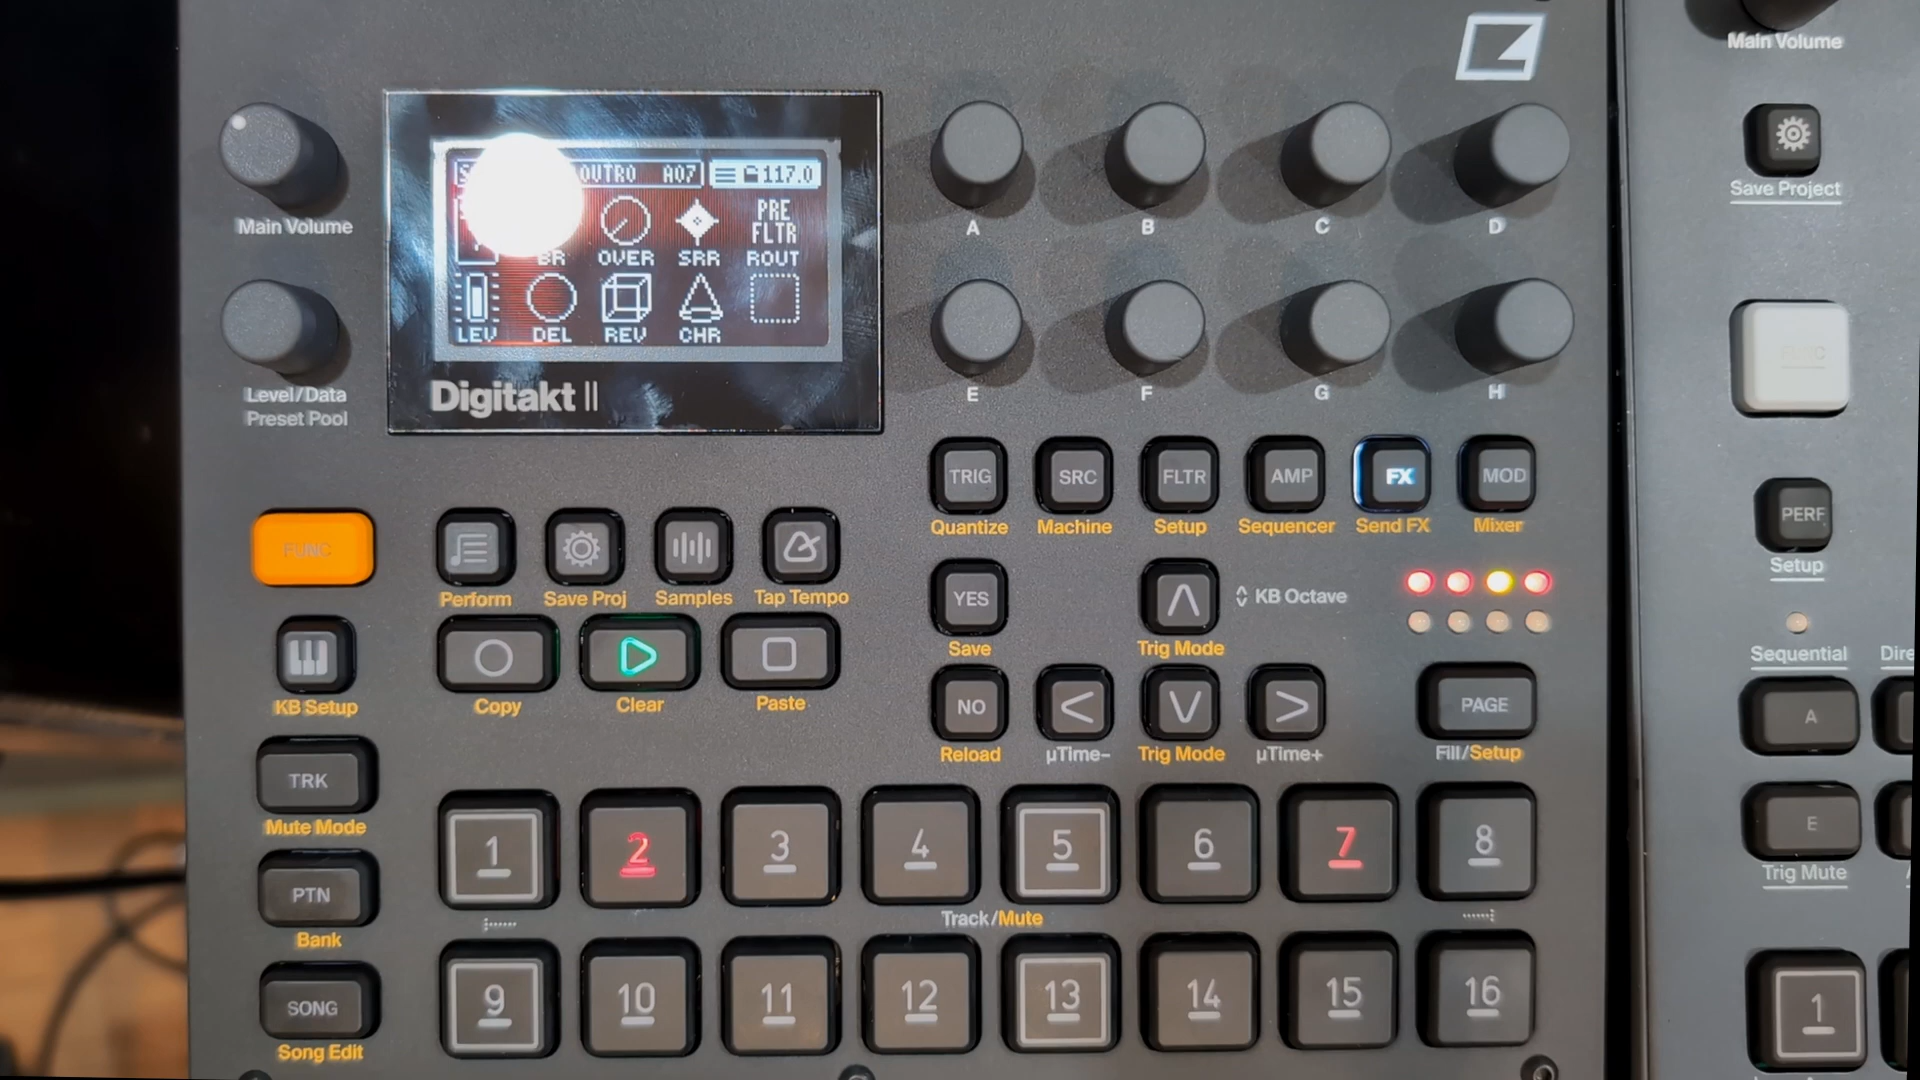 Main Volume
OUTRO A07 117.0
BR OVER SRR PRE FLTR ROUT
LEV DEL REV CHR
Digitakt II
Level/Data
Preset Pool
A B C D
E F G H
TRIG SRC FLTR AMP FX MOD
Quantize Machine Setup Sequencer Send FX Mixer
FUNC
Perform Save Proj Samples Tap Tempo
YES KB Octave
Save Trig Mode
KB Setup
Copy Clear Paste
NO < V > PAGE
Reload µTime- Trig Mode µTime+ Fill/Setup
TRK
Mute Mode
PTN
Bank
SONG
Song Edit
1 2 3 4 5 6 7 8
Track/Mute
9 10 11 12 13 14 15 16
Main Volume
Save Project
FUNC
PERF
Setup
Sequential Dire
A
E
Trig Mute
1